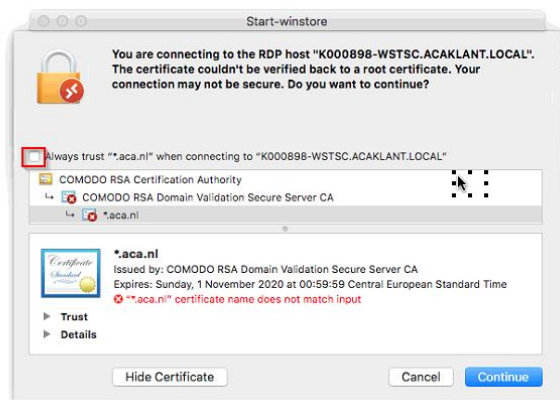 Start-winstore
You are connecting to the RDP host "K000898-WSTSC.ACAKLANT.LOCAL".
The certificate couldn't be verified back to a root certificate. Your
connection may not be secure. Do you want to continue?
Always trust "*.aca.nl" when connecting to "K000898-WSTSC.ACAKLANT.LOCAL"
COMODO RSA Certification Authority
COMODO RSA Domain Validation Secure Server CA
*.aca.nl
Certificate
Standard
*.aca.nl
Issued by: COMODO RSA Domain Validation Secure Server CA
Expires: Sunday, 1 November 2020 at 00:59:59 Central European Standard Time
"*.aca.nl" certificate name does not match input
Trust
Details
Hide Certificate
Cancel
Continue